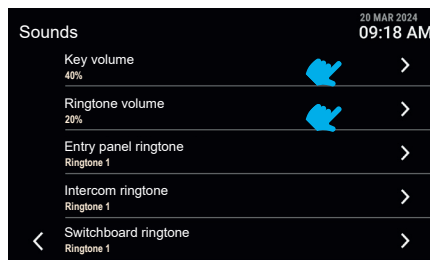 20 MAR 2024
Sounds
09:18 AM
Key volume
40%
Ringtone volume
20%
Entry panel ringtone
Ringtone 1
Intercom ringtone
Ringtone 1
Switchboard ringtone
Ringtone 1